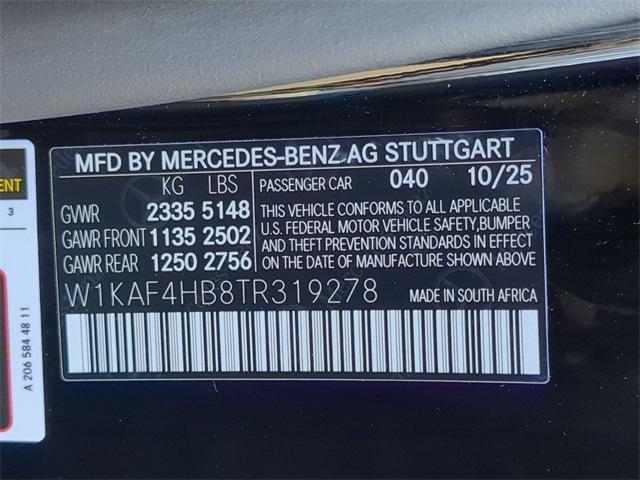 MFD BY MERCEDES-BENZ AG STUTTGART
KG LBS
GVWR 2335 5148
GAWR FRONT 1135 2502
GAWR REAR 1250 2756
PASSENGER CAR 040 10/25
THIS VEHICLE CONFORMS TO ALL APPLICABLE
U.S. FEDERAL MOTOR VEHICLE SAFETY,BUMPER
AND THEFT PREVENTION STANDARDS IN EFFECT
ON THE DATE OF MANUFACTURE SHOWN ABOVE.
W1KAF4HB8TR319278
MADE IN SOUTH AFRICA
3
A 206 584 48 11